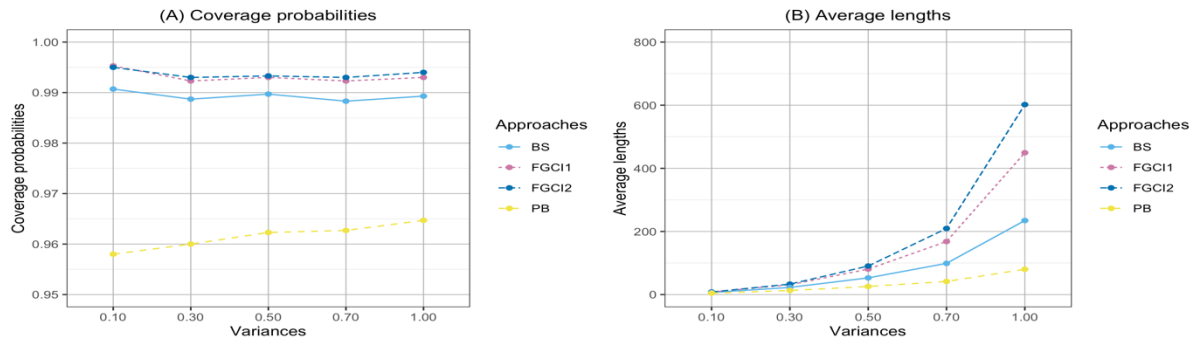 (A) Coverage probabilities
Coverage probabilities
1.00
0.99
0.98
0.97
0.96
0.95
0.10 0.30 0.50 0.70 1.00
Variances
Approaches
BS
FGCI1
FGCI2
PB
(B) Average lengths
Average lengths
800
600
400
200
0
0.10 0.30 0.50 0.70 1.00
Variances
Approaches
BS
FGCI1
FGCI2
PB